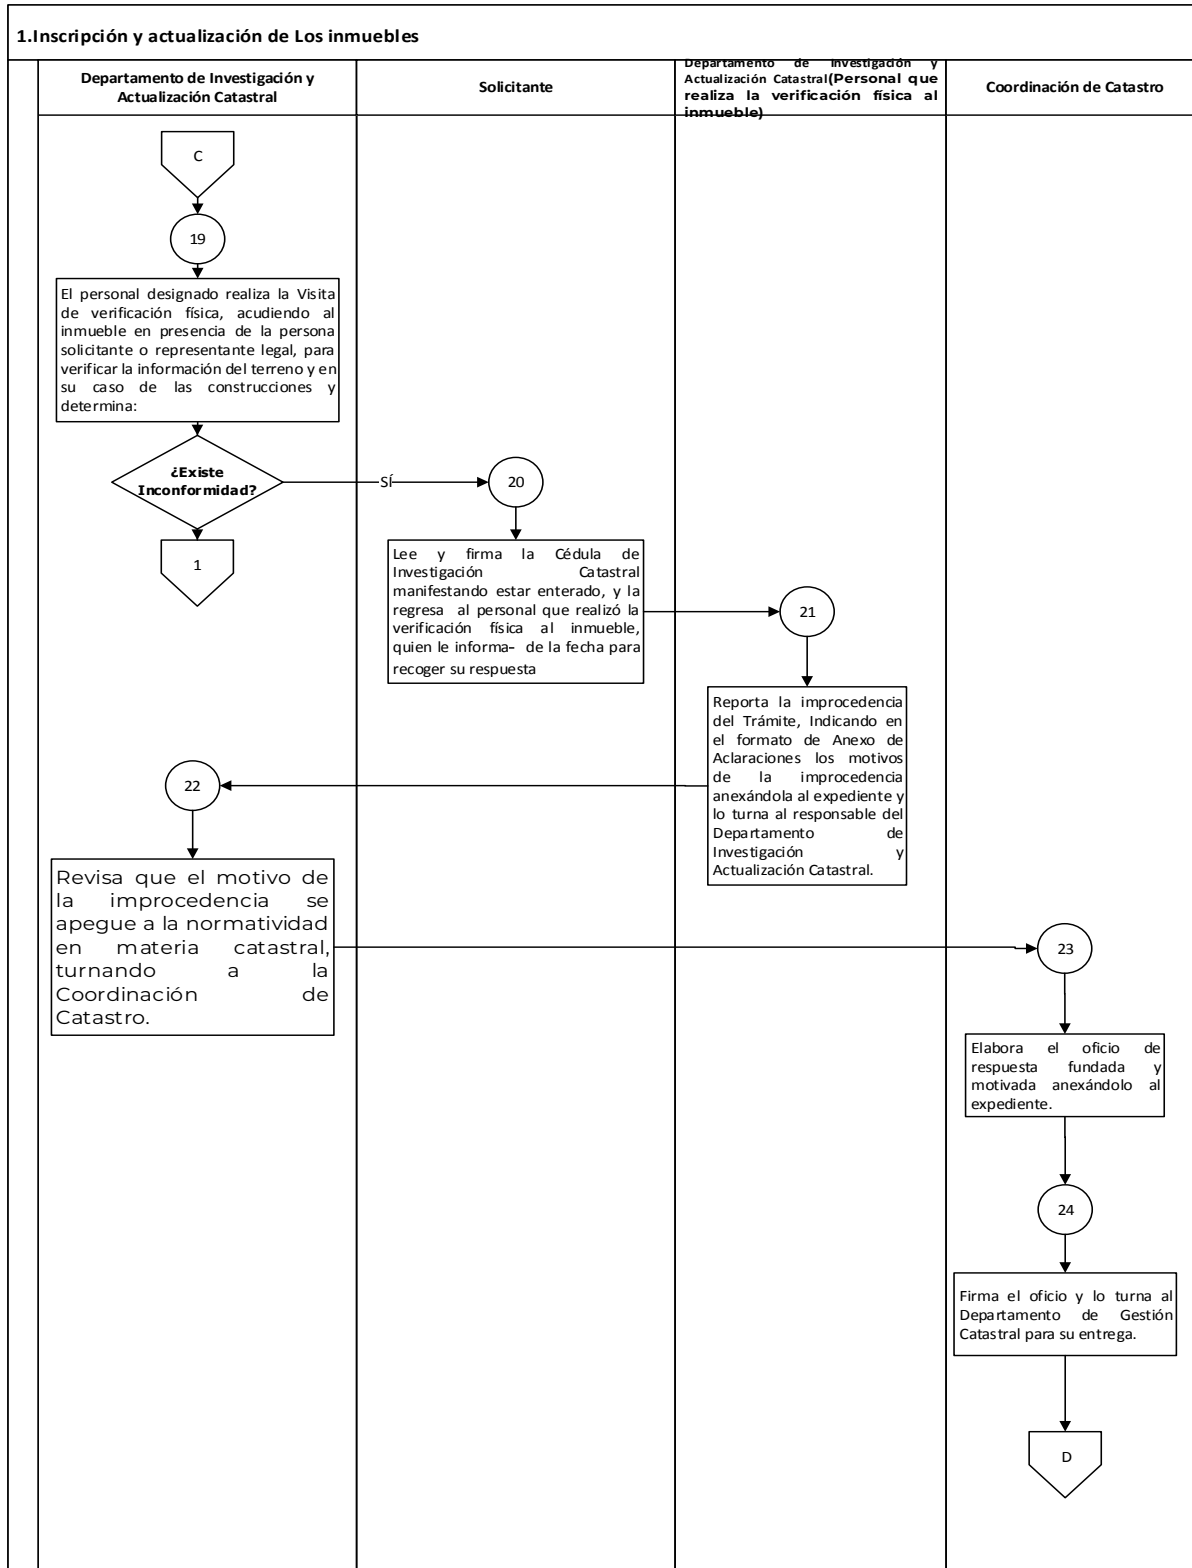 1.Inscripción y actualización de Los inmuebles
Departamento de Investigación y
Actualización Catastral
Solicitante
Departamento de Investigación y
Actualización Catastral(Personal que
realiza la verificación física al
inmueble)
Coordinación de Catastro
C
19
El personal designado realiza la Visita
de verificación física, acudiendo al
inmueble en presencia de la persona
solicitante o representante legal, para
verificar la información del terreno y en
su caso de las construcciones y
determina:
¿Existe
Inconformidad?
SÍ
1
20
Lee y firma la Cédula de
Investigación Catastral
manifestando estar enterado, y la
regresa al personal que realizó la
verificación física al inmueble,
quien le informa- de la fecha para
recoger su respuesta
21
Reporta la improcedencia
del Trámite, Indicando en
el formato de Anexo de
Aclaraciones los motivos
de la improcedencia
anexándola al expediente y
lo turna al responsable del
Departamento de
Investigación y
Actualización Catastral.
22
Revisa que el motivo de
la improcedencia se
apegue a la normatividad
en materia catastral,
turnando a la
Coordinación de
Catastro.
23
Elabora el oficio de
respuesta fundada y
motivada anexándolo al
expediente.
24
Firma el oficio y lo turna al
Departamento de Gestión
Catastral para su entrega.
D